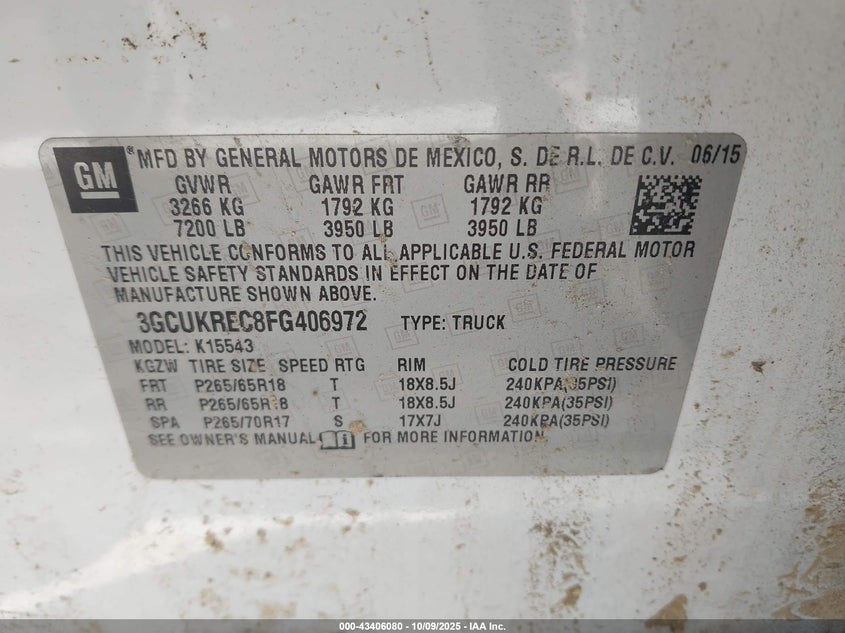 GM ® MFD BY GENERAL MOTORS DE MEXICO, S. DE R.L. DE C.V. 06/15
GVWR GAWR FRT GAWR RR
3266 KG 1792 KG 1792 KG
7200 LB 3950 LB 3950 LB
THIS VEHICLE CONFORMS TO ALL APPLICABLE U.S. FEDERAL MOTOR
VEHICLE SAFETY STANDARDS IN EFFECT ON THE DATE OF
MANUFACTURE SHOWN ABOVE.
3GCUKREC8FG406972 TYPE: TRUCK
MODEL: K15543
KGZW TIRE SIZE SPEED RTG RIM COLD TIRE PRESSURE
FRT P265/65R18 T 18X8.5J 240KPA(35PSI)
RR P265/65R18 T 18X8.5J 240KPA(35PSI)
SPA P265/70R17 S 17X7J 240KPA(35PSI)
SEE OWNER'S MANUAL FOR MORE INFORMATION
000-43406080 - 10/09/2025 - IAA Inc.